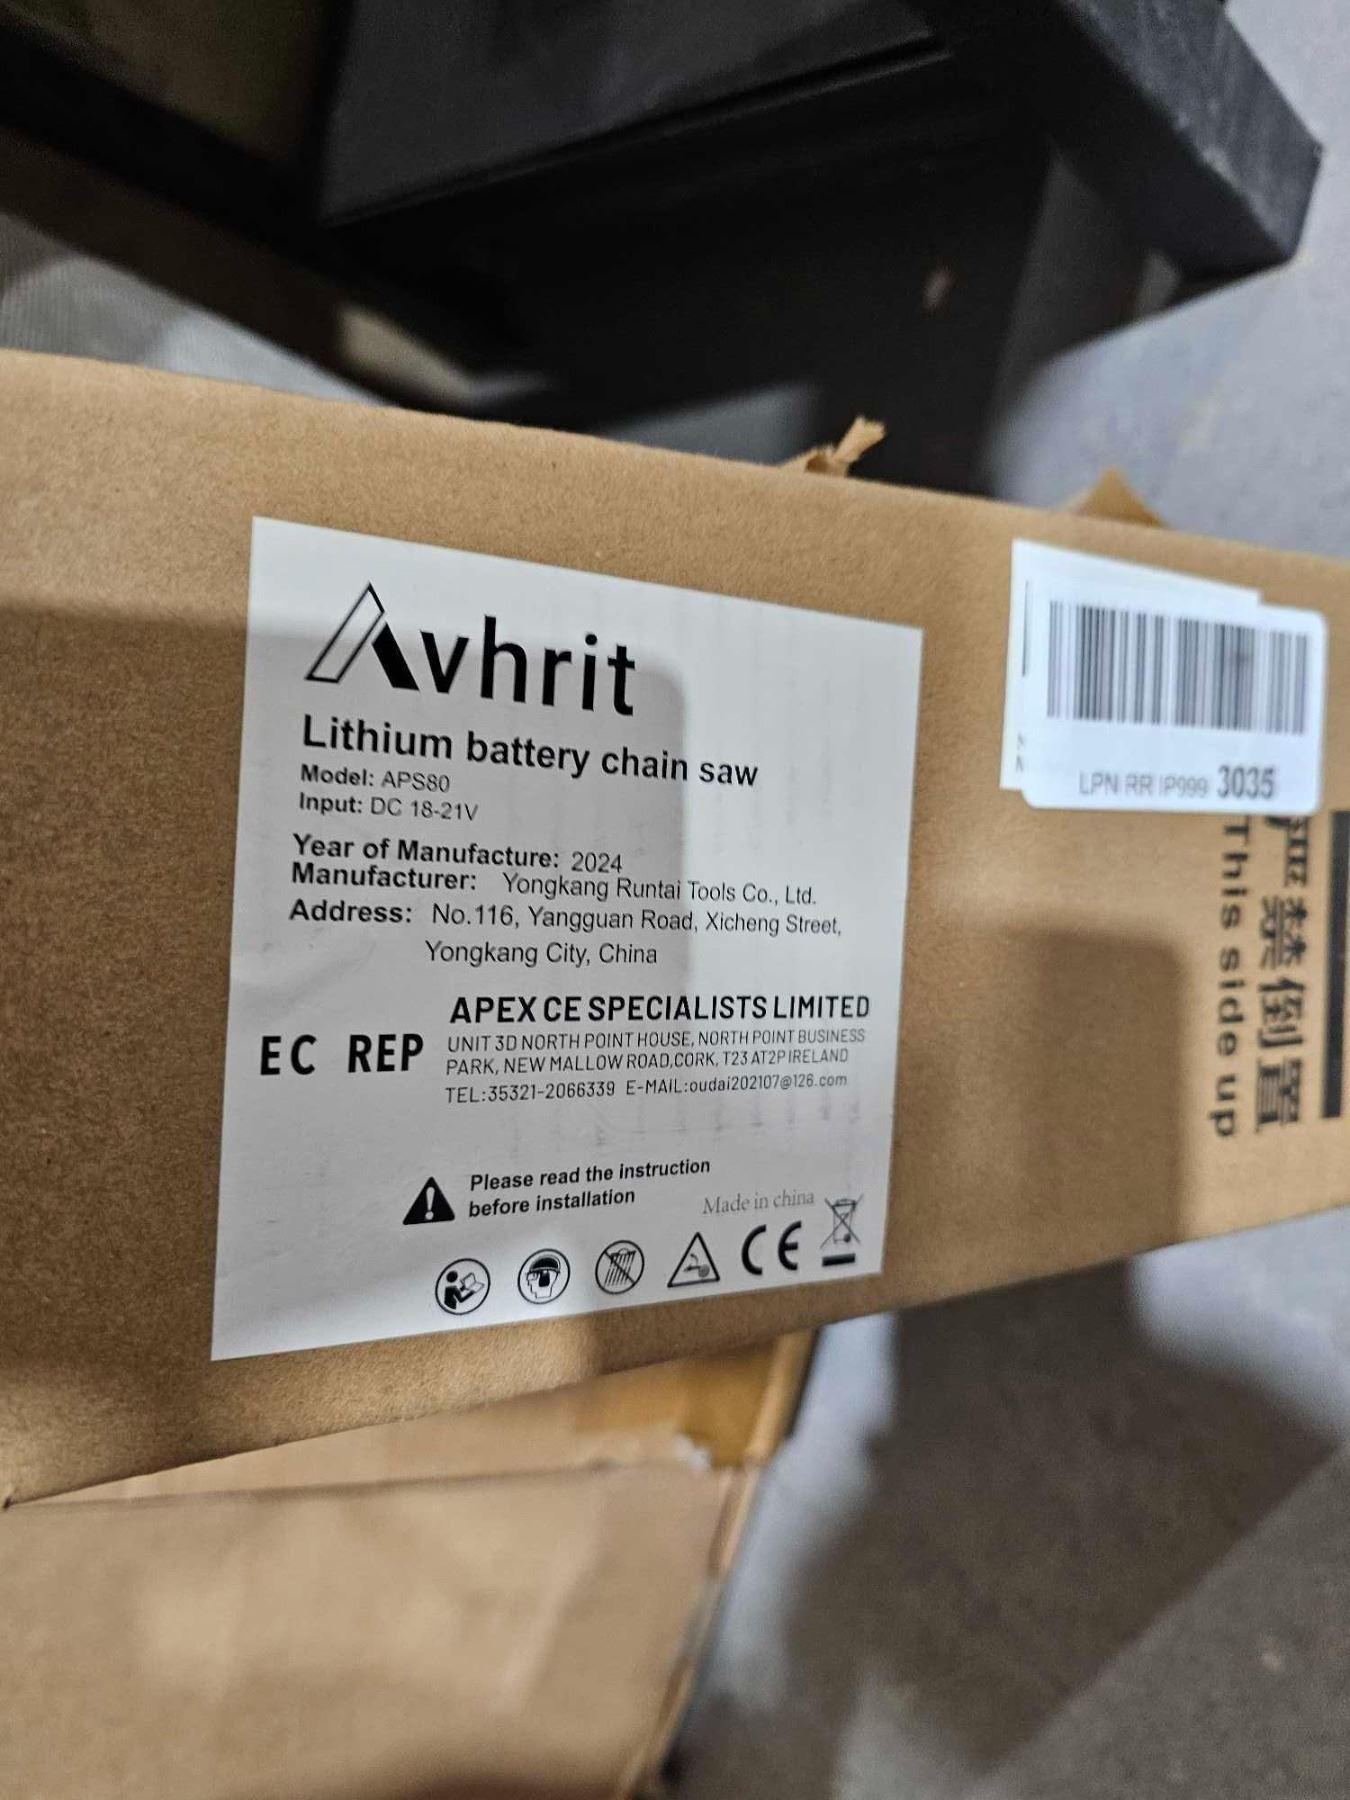 Avhrit
Lithium battery chain saw
Model: APS80
Input: DC 18-21V
Year of Manufacture: 2024
Manufacturer: Yongkang Runtai Tools Co., Ltd.
Address: No.116, Yangguan Road, Xicheng Street,
Yongkang City, China
EC REP
APEX CE SPECIALISTS LIMITED
UNIT 3D NORTH POINT HOUSE, NORTH POINT BUSINESS
PARK, NEW MALLOW ROAD,CORK, T23 AT2P IRELAND
TEL:35321-2066339 E-MAIL:oudai202107@126.com
Please read the instruction
before installation
Made in china
CE
LPN RR IP999 3035
严禁倒置
This side up